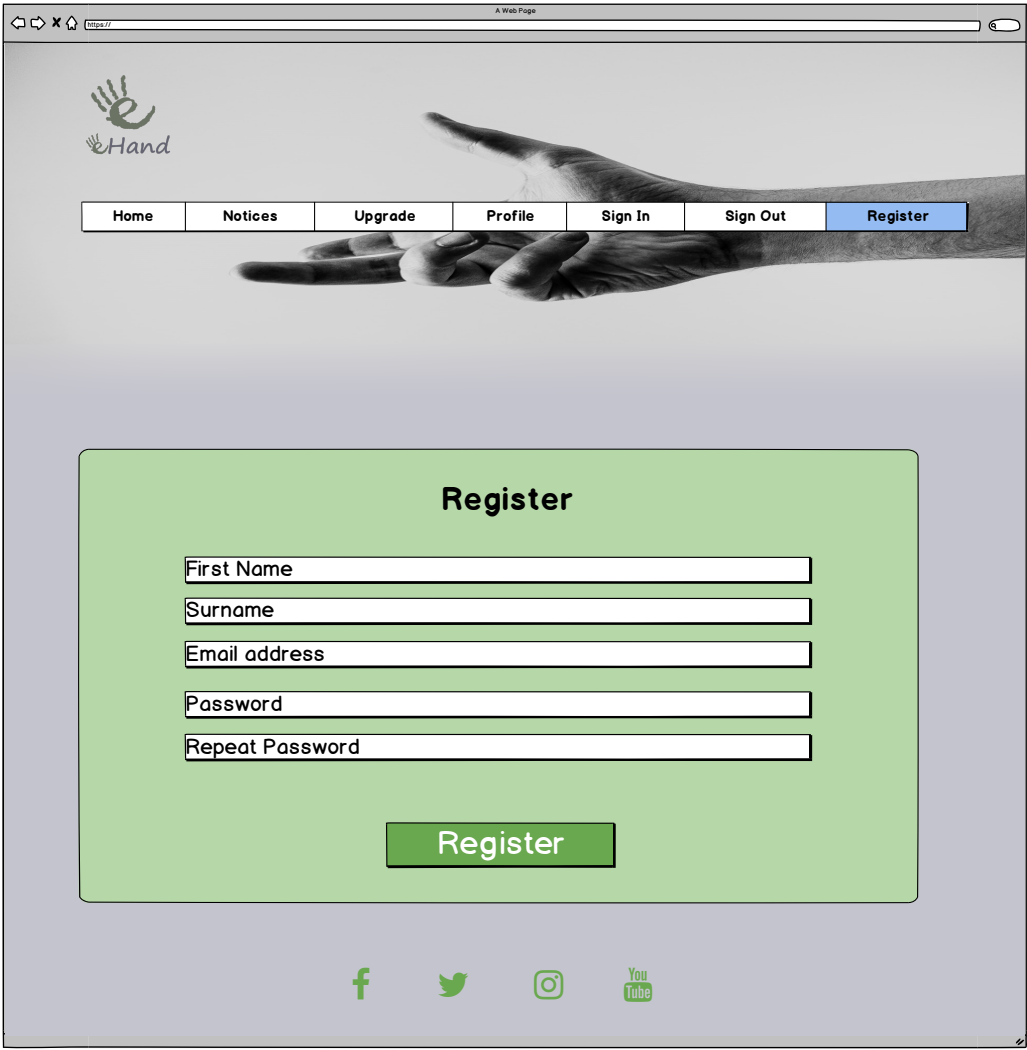 A Web Page
https://
e
eHand
Home Notices Upgrade Profile Sign In Sign Out Register
Register
First Name
Surname
Email address
Password
Repeat Password
Register
You
Tube